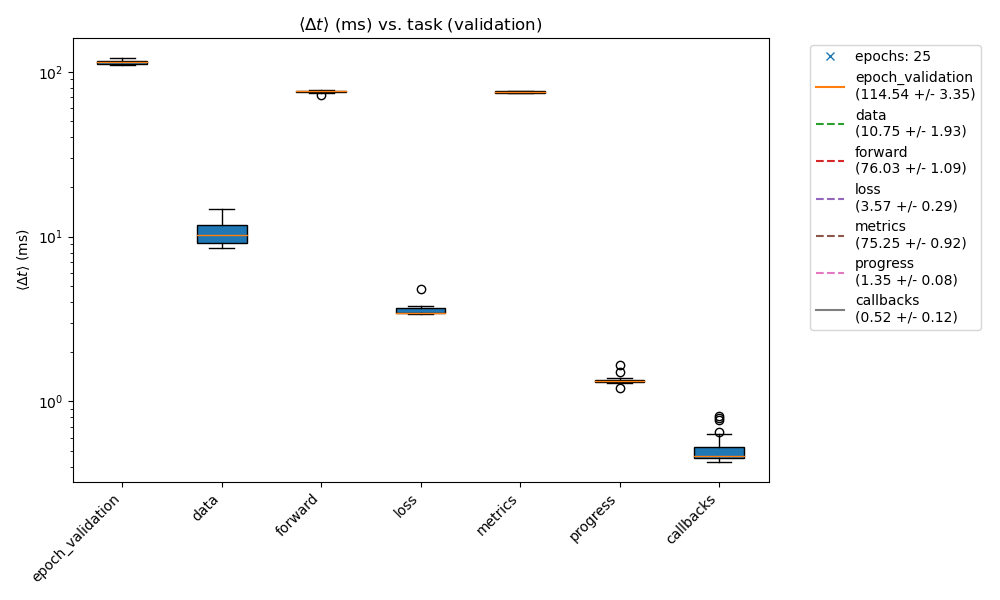 ⟨Δt⟩ (ms) vs. task (validation)
⟨Δt⟩ (ms)
10²
10¹
10⁰
epoch_validation
data
forward
loss
metrics
progress
callbacks
epochs: 25
epoch_validation
(114.54 +/- 3.35)
data
(10.75 +/- 1.93)
forward
(76.03 +/- 1.09)
loss
(3.57 +/- 0.29)
metrics
(75.25 +/- 0.92)
progress
(1.35 +/- 0.08)
callbacks
(0.52 +/- 0.12)